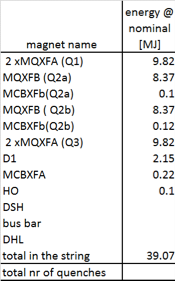 energy @
nominal
magnet name [MJ]
2 xMQXFA (Q1) 9.82
MQXFB (Q2a) 8.37
MCBXFb(Q2a) 0.1
MQXFB ( Q2b) 8.37
MCBXFb(Q2b) 0.12
2 xMQXFA (Q3) 9.82
D1 2.15
MCBXFA 0.22
HO 0.1
DSH
bus bar
DHL
total in the string 39.07
total nr of quenches